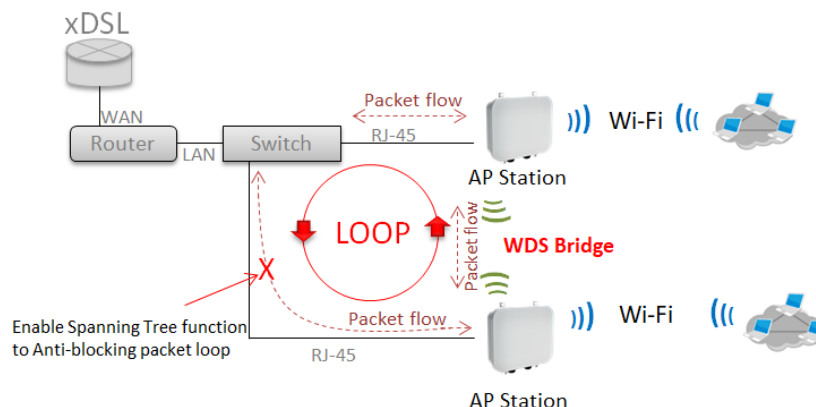 xDSL
WAN
Router
LAN
Switch
Packet flow
RJ-45
AP Station
Wi-Fi
LOOP
Packet flow
WDS Bridge
X
Enable Spanning Tree function
to Anti-blocking packet loop
Packet flow
RJ-45
AP Station
Wi-Fi